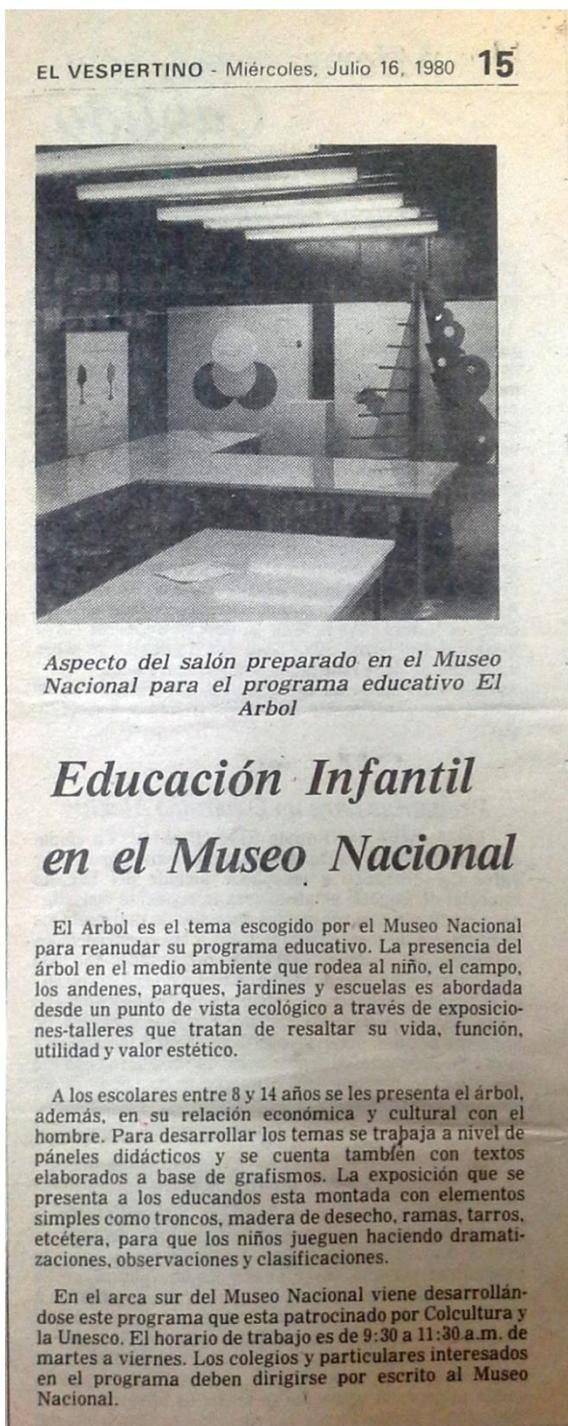 EL VESPERTINO - Miércoles, Julio 16, 1980 15
Aspecto del salón preparado en el Museo
Nacional para el programa educativo El
Arbol
Educación Infantil
en el Museo Nacional
El Arbol es el tema escogido por el Museo Nacional
para reanudar su programa educativo. La presencia del
árbol en el medio ambiente que rodea al niño, el campo,
los andenes, parques, jardines y escuelas es abordada
desde un punto de vista ecológico a través de exposicio-
nes-talleres que tratan de resaltar su vida, función,
utilidad y valor estético.
A los escolares entre 8 y 14 años se les presenta el árbol,
además, en su relación económica y cultural con el
hombre. Para desarrollar los temas se trabaja a nivel de
páneles didácticos y se cuenta también con textos
elaborados a base de grafismos. La exposición que se
presenta a los educandos esta montada con elementos
simples como troncos, madera de desecho, ramas, tarros,
etcétera, para que los niños jueguen haciendo dramati-
zaciones, observaciones y clasificaciones.
En el arca sur del Museo Nacional viene desarrollán-
dose este programa que esta patrocinado por Colcultura y
la Unesco. El horario de trabajo es de 9:30 a 11:30 a.m. de
martes a viernes. Los colegios y particulares interesados
en el programa deben dirigirse por escrito al Museo
Nacional.